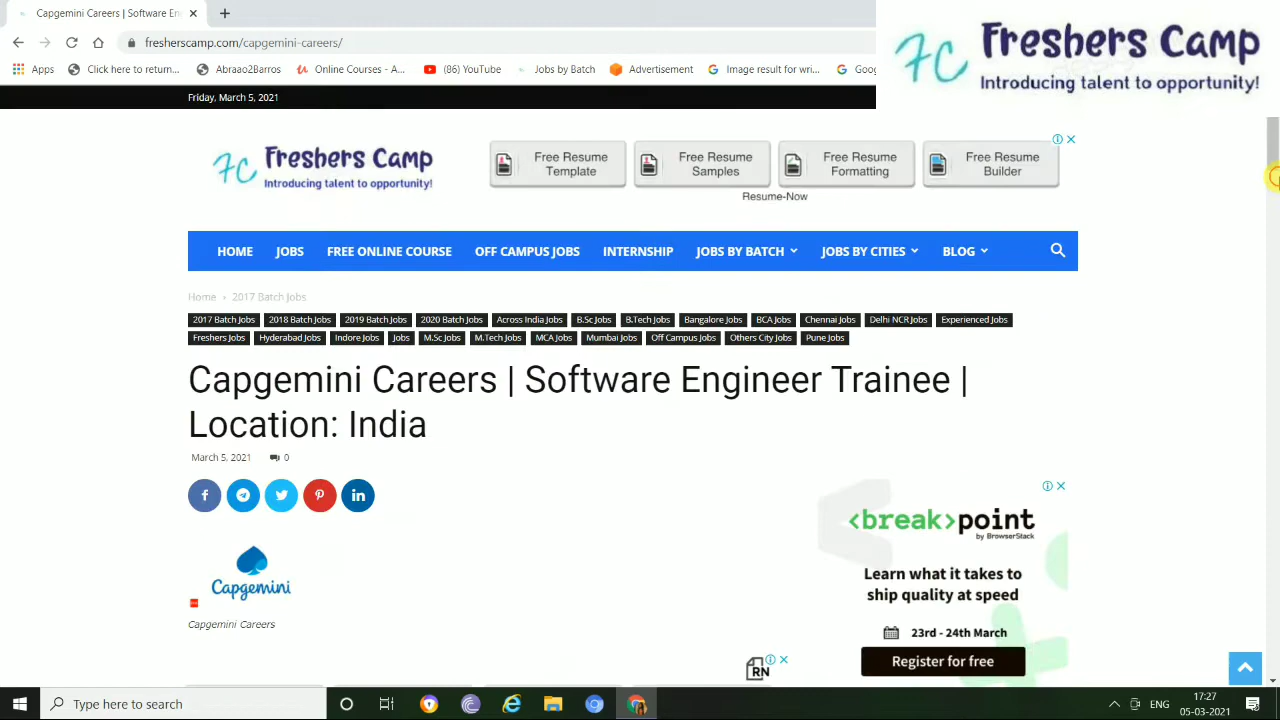 Capgemini Careers | Software En
fresherscamp.com/capgemini-careers/
Apps
Click here to return...
Abraao2Barros
Online Courses - A...
(86) YouTube
Jobs by Batch
Advertisement
Image result for wri...
Goog
Freshers Camp
Introducing talent to opportunity!
Friday, March 5, 2021
Freshers Camp
Introducing talent to opportunity!
Free Resume
Template
Free Resume
Samples
Free Resume
Formatting
Free Resume
Builder
Resume-Now
HOME JOBS FREE ONLINE COURSE OFF CAMPUS JOBS INTERNSHIP JOBS BY BATCH JOBS BY CITIES BLOG
Home › 2017 Batch Jobs
2017 Batch Jobs 2018 Batch Jobs 2019 Batch Jobs 2020 Batch Jobs Across India Jobs B.Sc Jobs B.Tech Jobs Bangalore Jobs BCA Jobs Chennai Jobs Delhi NCR Jobs Experienced Jobs
Freshers Jobs Hyderabad Jobs Indore Jobs Jobs M.Sc Jobs M.Tech Jobs MCA Jobs Mumbai Jobs Off Campus Jobs Others City Jobs Pune Jobs
Capgemini Careers | Software Engineer Trainee |
Location: India
March 5, 2021 0
Capgemini
Capgemini Careers
<break>point
by BrowserStack
Learn what it takes to
ship quality at speed
23rd - 24th March
Register for free
RN
Type here to search
ENG
17:27
05-03-2021